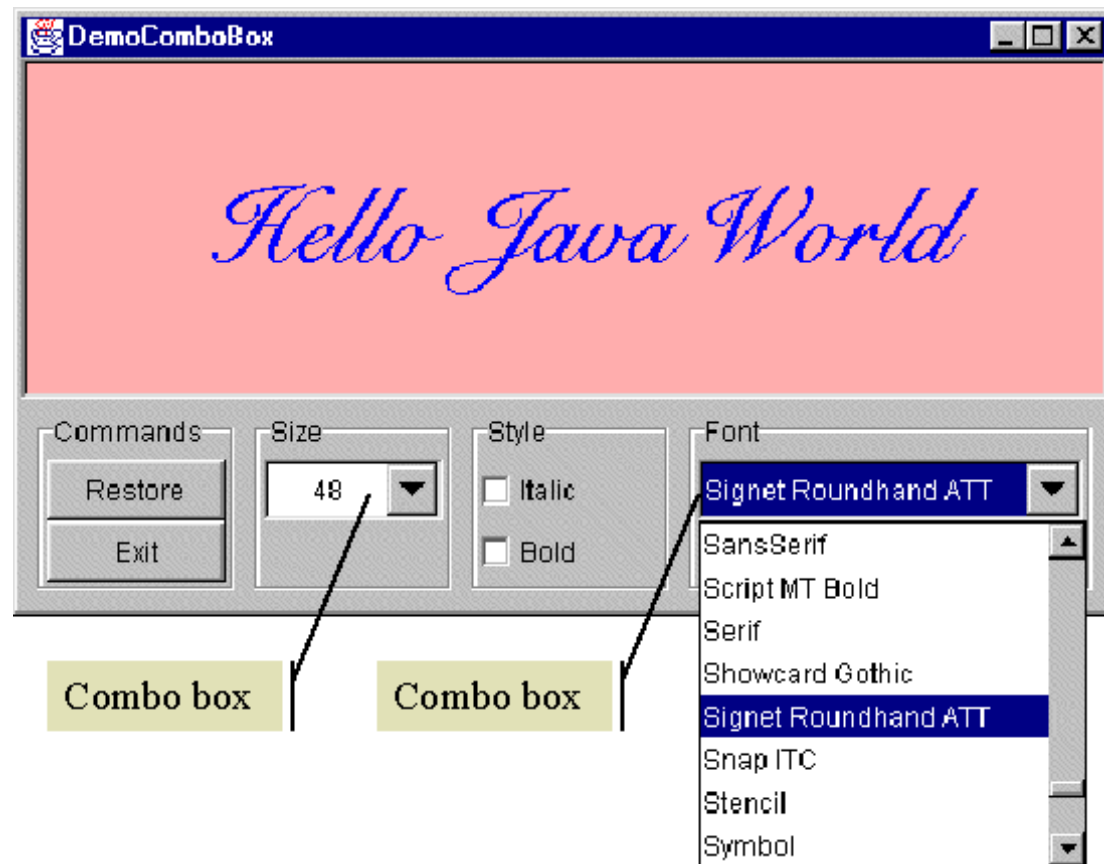 DemoComboBox
Hello Java World
Commands
Restore
Exit
Size
48
Style
Italic
Bold
Font
Signet Roundhand ATT
SansSerif
Script MT Bold
Serif
Showcard Gothic
Signet Roundhand ATT
Snap ITC
Stencil
Symbol
Combo box
Combo box